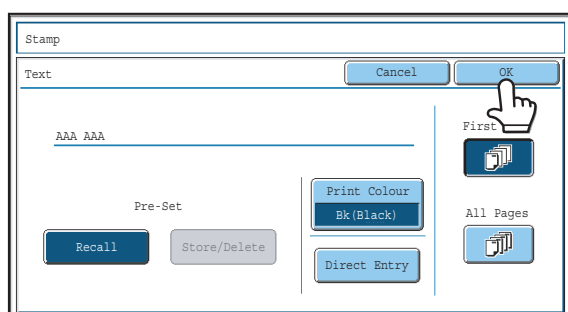 Stamp
Text
Cancel
OK
AAA AAA
First
Pre-Set
Recall
Store/Delete
Print Colour
Bk(Black)
Direct Entry
All Pages